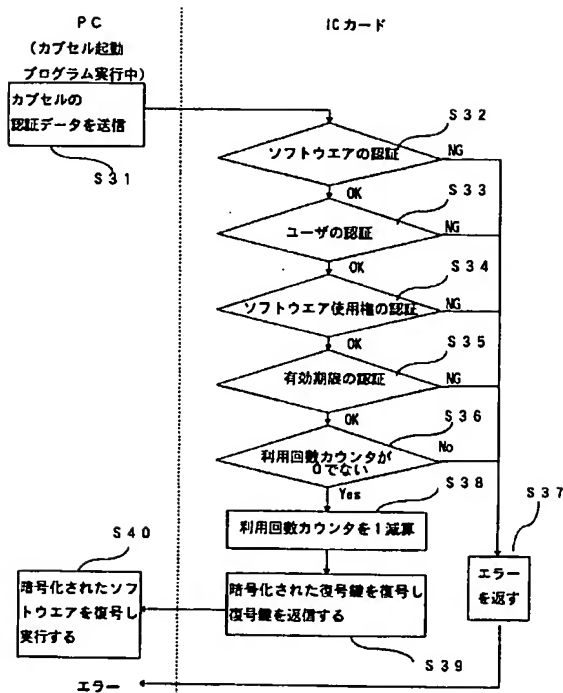 PC
(カプセル起動
プログラム実行中)
ICカード
カプセルの
認証データを送信
S31
S32
ソフトウエアの認証
NG
OK
S33
ユーザの認証
NG
OK
S34
ソフトウエア使用権の認証
NG
OK
S35
有効期限の認証
NG
OK
S36
利用回数カウンタが
0でない
No
Yes
S38
利用回数カウンタを1減算
S37
エラー
を返す
S40
暗号化されたソフ
トウエアを復号し
実行する
暗号化された復号鍵を復号し
復号鍵を返信する
S39
エラー